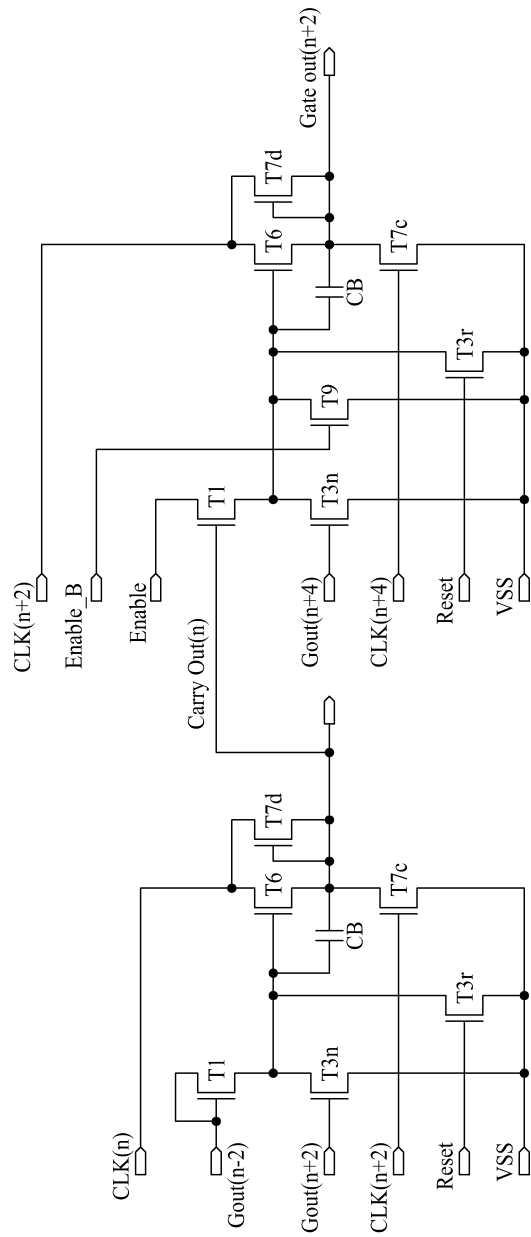 CLK(n)
Gout(n-2)
Gout(n+2)
CLK(n+2)
Reset
VSS
T1
T3n
T3r
CB
T6
T7d
T7c
Carry Out(n)
CLK(n+2)
Enable_B
Enable
Gout(n+4)
CLK(n+4)
Reset
VSS
T1
T3n
T9
T3r
CB
T6
T7d
T7c
Gate out(n+2)